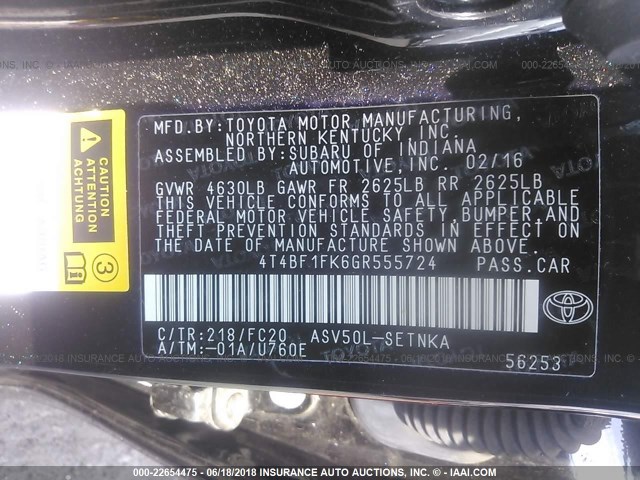 MFD.BY:TOYOTA MOTOR MANUFACTURING,
NORTHERN KENTUCKY, INC.
ASSEMBLED BY:SUBARU OF INDIANA
AUTOMOTIVE,INC. 02/16
GVWR 4630LB GAWR FR 2625LB RR 2625LB
THIS VEHICLE CONFORMS TO ALL APPLICABLE
FEDERAL MOTOR VEHICLE SAFETY,BUMPER,AND
THEFT PREVENTION STANDARDS IN EFFECT ON
THE DATE OF MANUFACTURE SHOWN ABOVE.
4T4BF1FK6GR555724 PASS.CAR
C/TR:218/FC20 ASV50L-SETNKA
A/TM:-01A/U760E
56253
CAUTION
ATTENTION
ACHTUNG
3
000-22654475 - 06/18/2018 INSURANCE AUTO AUCTIONS, INC. - © IAAI.COM